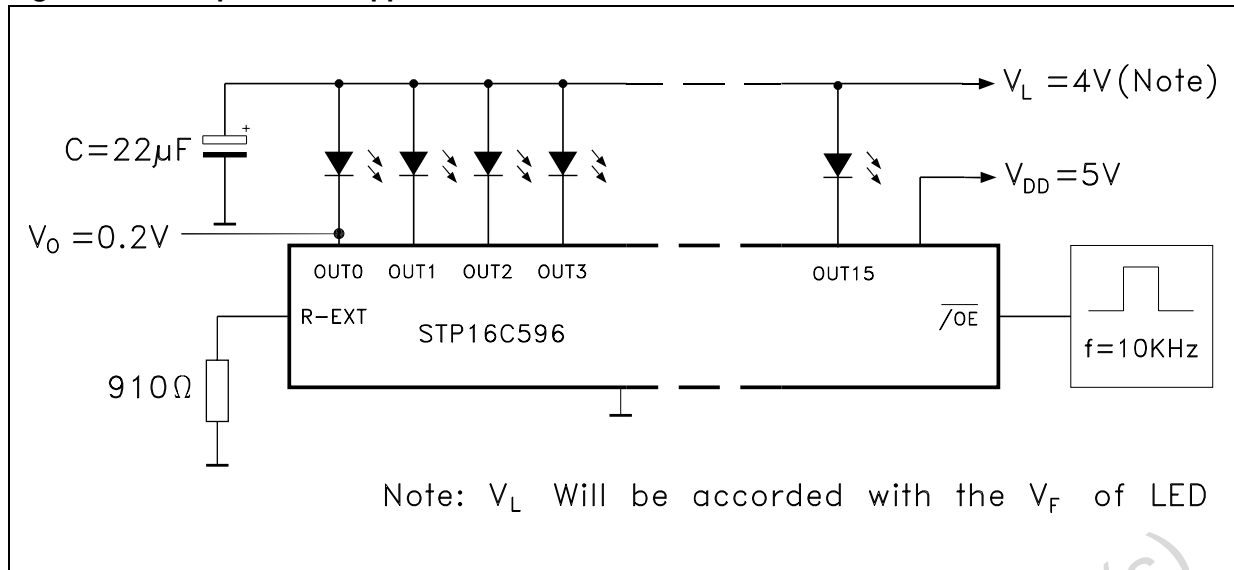 V_L =4V(Note)
+
C=22µF
V_DD=5V
V_O =0.2V
OUT0 OUT1 OUT2 OUT3 OUT15
R-EXT /OE
STP16C596
f=10KHz
910Ω
Note: V_L Will be accorded with the V_F of LED